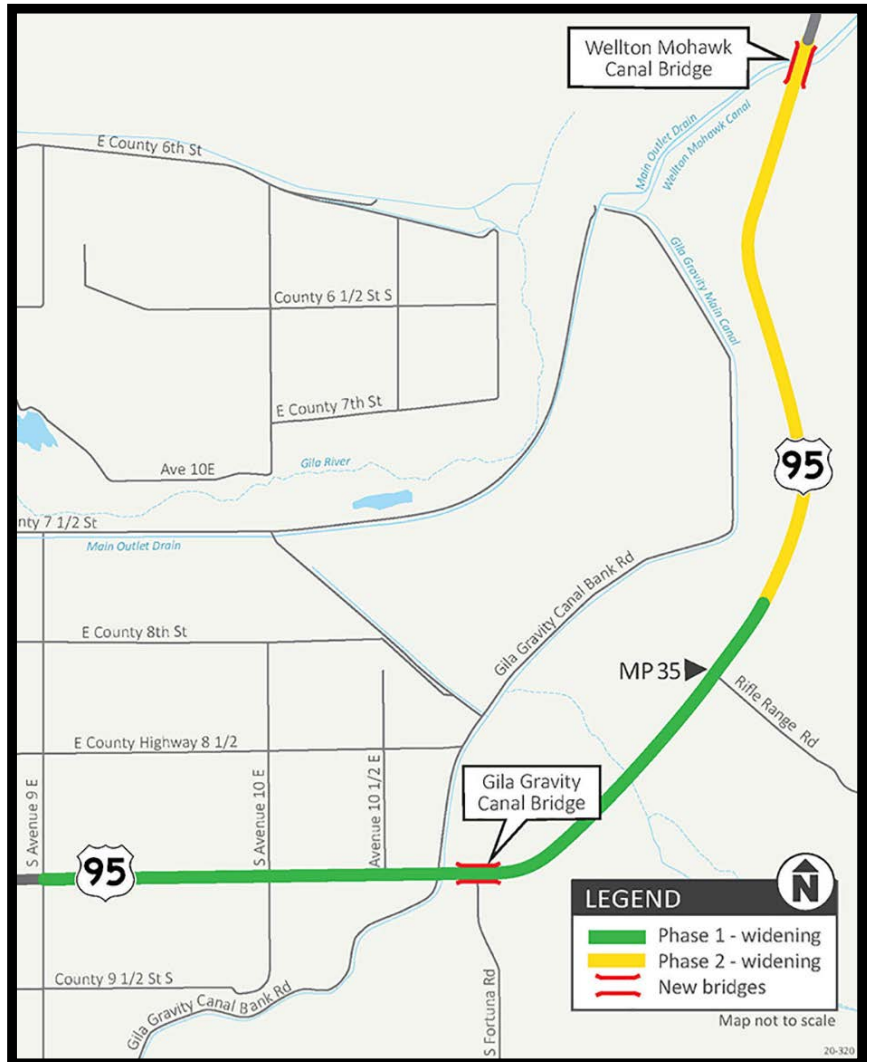 Wellton Mohawk
Canal Bridge
Main Outlet Drain
Wellton Mohawk Canal
E County 6th St
Gila Gravity Main Canal
County 6 1/2 St S
E County 7th St
95
Ave 10E
Gila River
nty 7 1/2 St
Main Outlet Drain
Gila Gravity Canal Bank Rd
E County 8th St
MP 35
Rifle Range Rd
E County Highway 8 1/2
Gila Gravity
Canal Bridge
S Avenue 9 E
S Avenue 10 E
Avenue 10 1/2 E
95
N
LEGEND
Phase 1 - widening
Phase 2 - widening
New bridges
County 9 1/2 St S
Gila Gravity Canal Bank Rd
S Fortuna Rd
Map not to scale
20-320